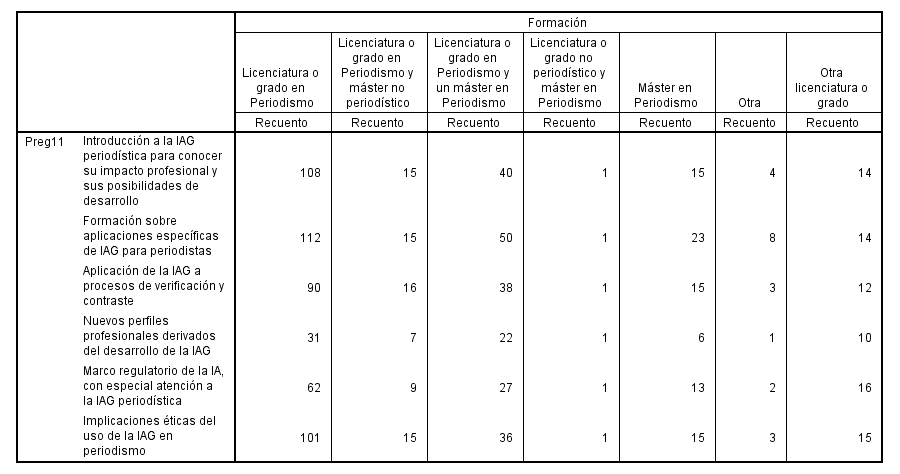 Formación
Licenciatura o
grado en
Periodismo
Licenciatura o
grado en
Periodismo y
máster no
periodístico
Licenciatura o
grado en
Periodismo y
un máster en
Periodismo
Licenciatura o
grado no
periodístico y
máster en
Periodismo
Máster en
Periodismo
Otra
Otra
licenciatura o
grado
Recuento Recuento Recuento Recuento Recuento Recuento Recuento
Preg11
Introducción a la IAG
periodística para conocer
su impacto profesional y
sus posibilidades de
desarrollo
108 15 40 1 15 4 14
Formación sobre
aplicaciones específicas
de IAG para periodistas
112 15 50 1 23 8 14
Aplicación de la IAG a
procesos de verificación y
contraste
90 16 38 1 15 3 12
Nuevos perfiles
profesionales derivados
del desarrollo de la IAG
31 7 22 1 6 1 10
Marco regulatorio de la IA,
con especial atención a
la IAG periodística
62 9 27 1 13 2 16
Implicaciones éticas del
uso de la IAG en
periodismo
101 15 36 1 15 3 15